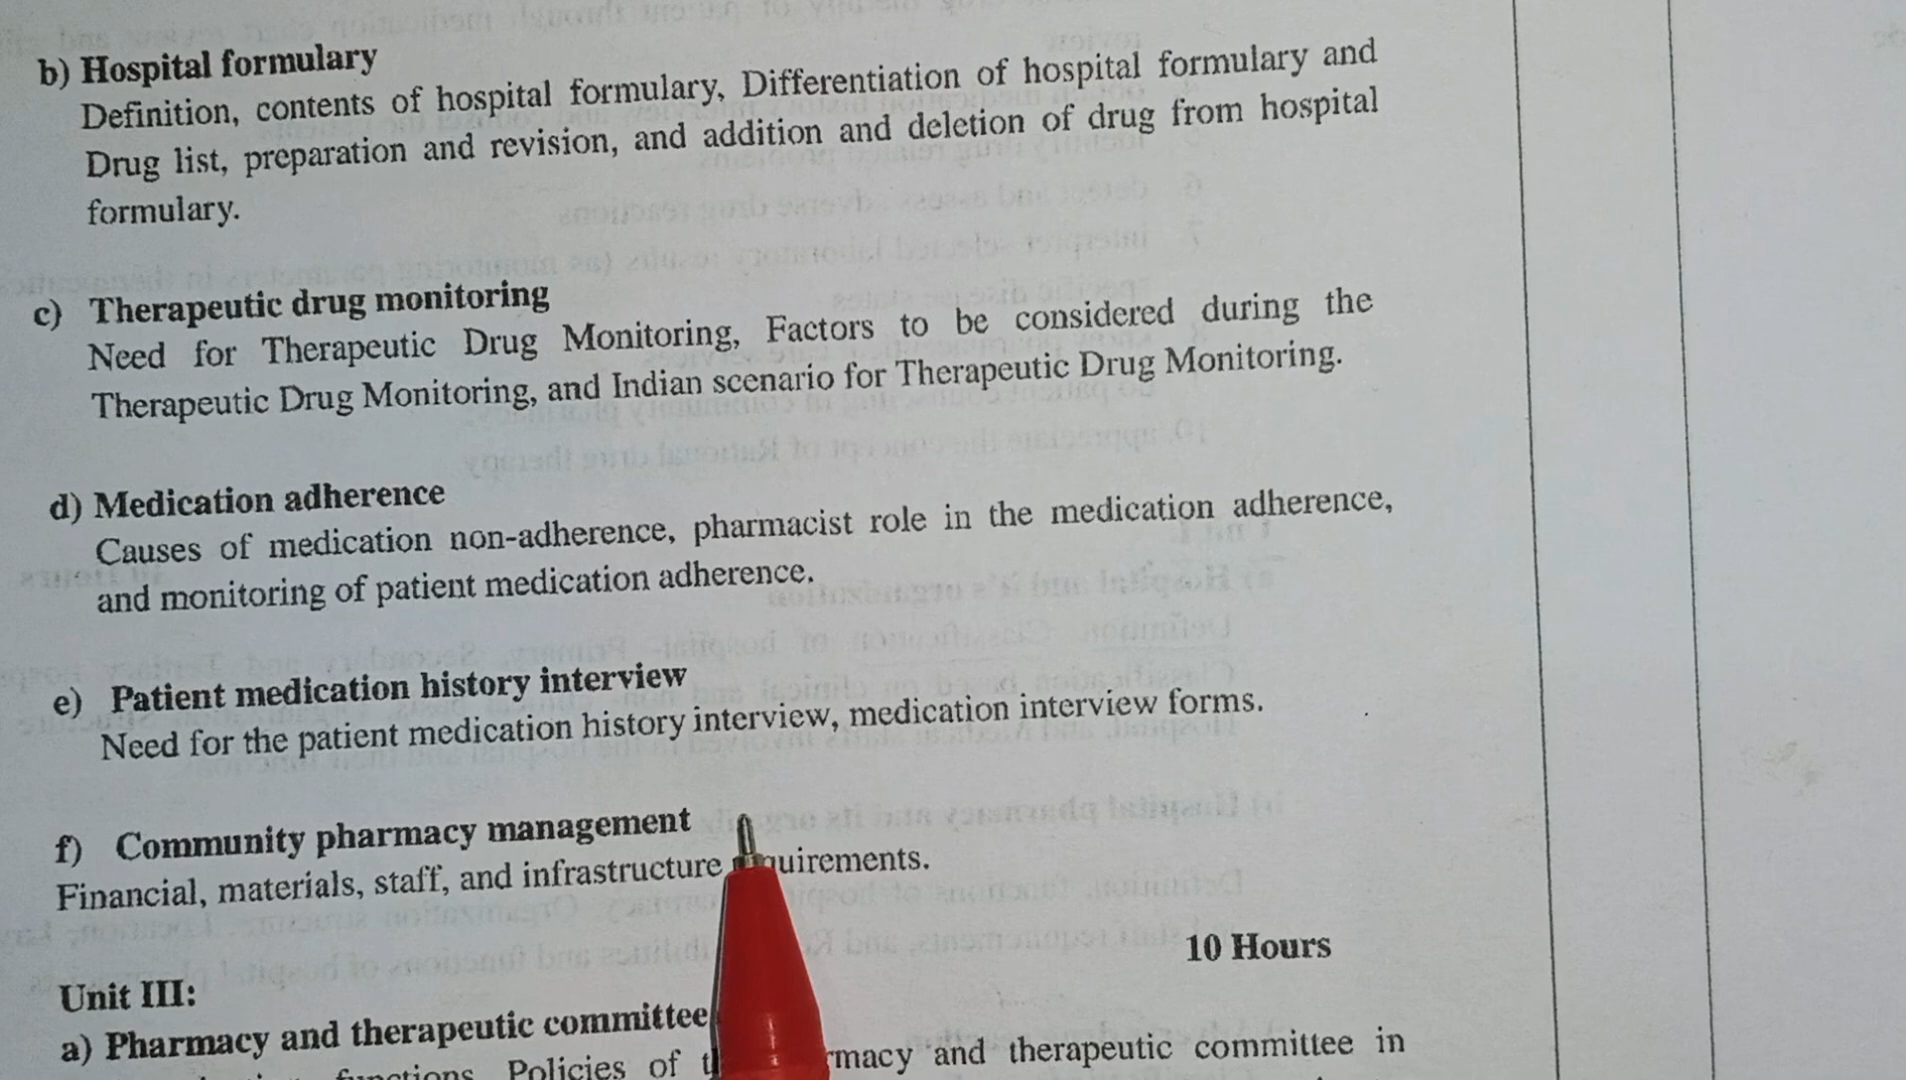 b) Hospital formulary
Definition, contents of hospital formulary, Differentiation of hospital formulary and
Drug list, preparation and revision, and addition and deletion of drug from hospital
formulary.
c) Therapeutic drug monitoring
Need for Therapeutic Drug Monitoring, Factors to be considered during the
Therapeutic Drug Monitoring, and Indian scenario for Therapeutic Drug Monitoring.
d) Medication adherence
Causes of medication non-adherence, pharmacist role in the medication adherence,
and monitoring of patient medication adherence.
e) Patient medication history interview
Need for the patient medication history interview, medication interview forms.
f) Community pharmacy management
Financial, materials, staff, and infrastructure quirements.
10 Hours
Unit III:
a) Pharmacy and therapeutic committee
functions Policies of rmacy and therapeutic committee in